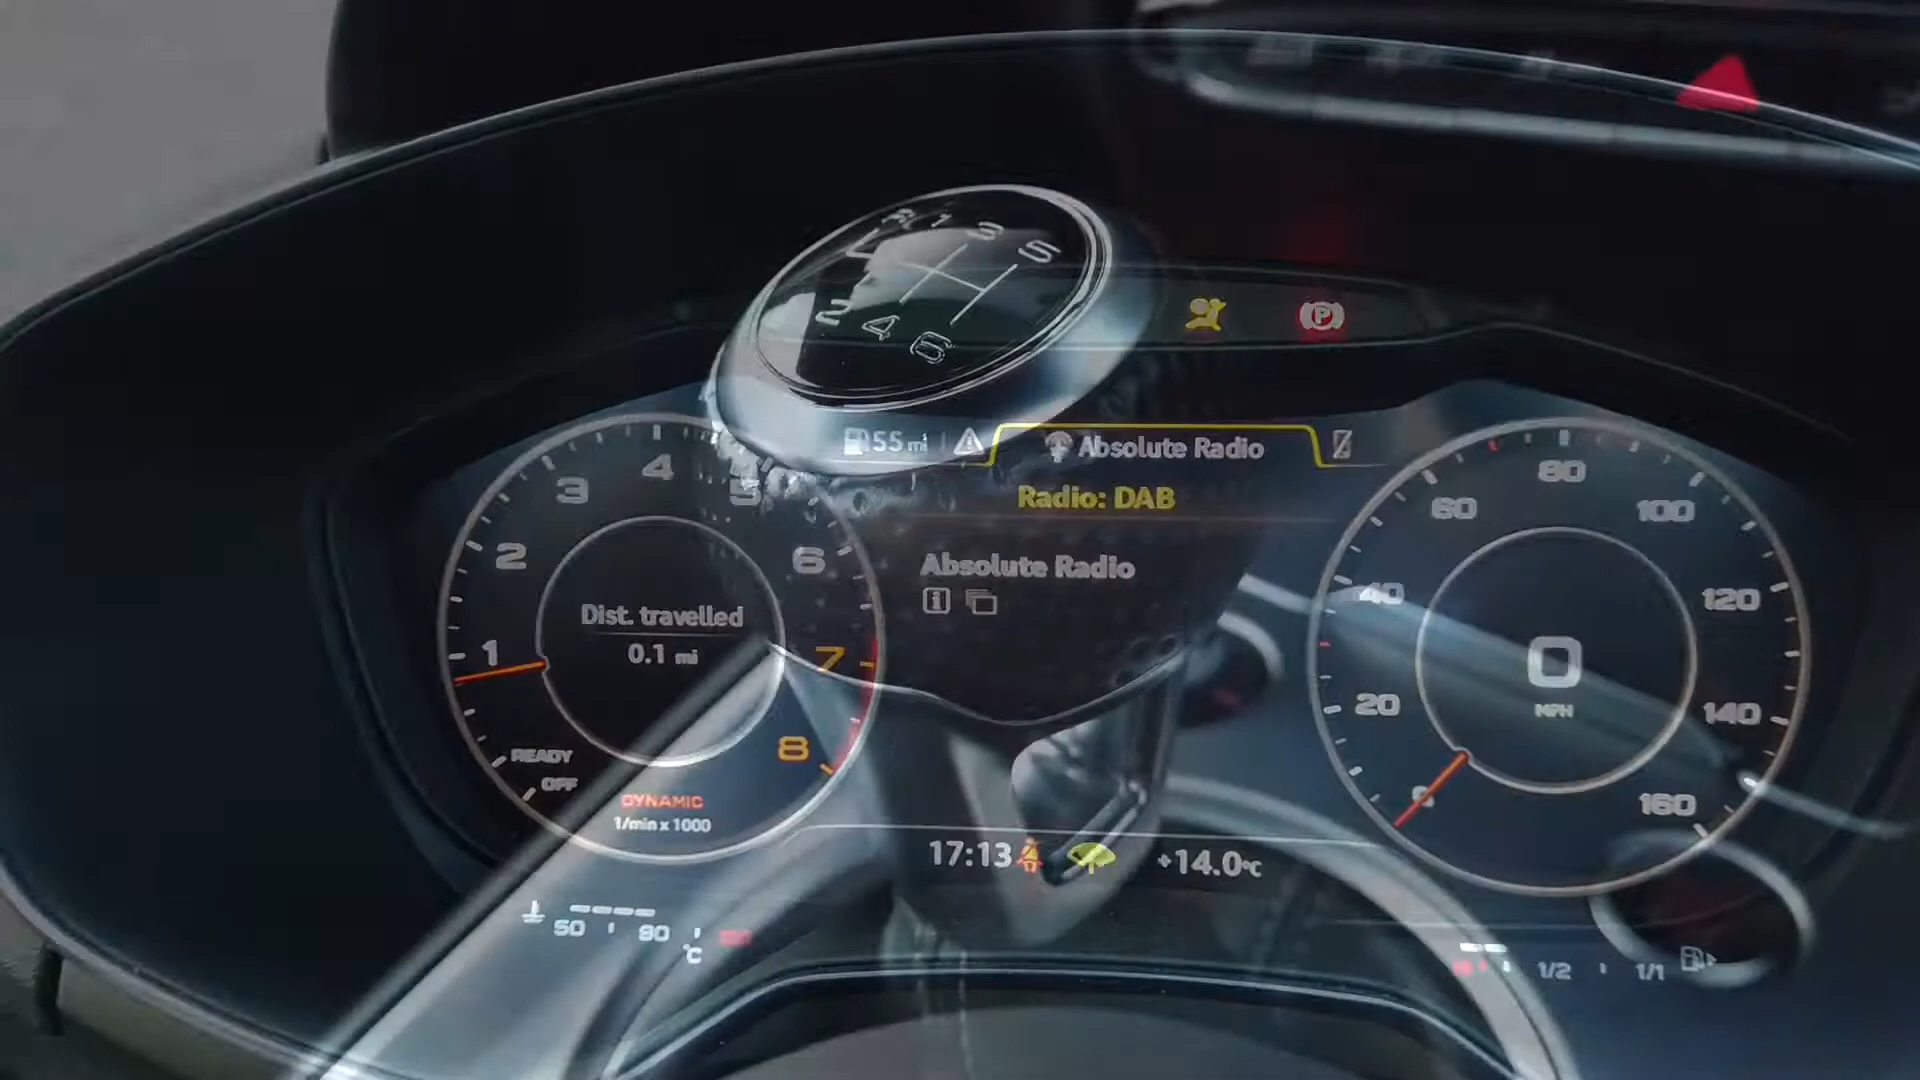 R 1 3 5
2 4 6
55 mi
Absolute Radio
Radio: DAB
Absolute Radio
1 2 3 4 5 6 7 8
Dist. travelled
0.1 mi
READY
OFF
DYNAMIC
1/min x 1000
20 40 60 80 100 120 140 160
0
MPH
17:13
+14.0°C
50 90
°C
1/2 1/1
P